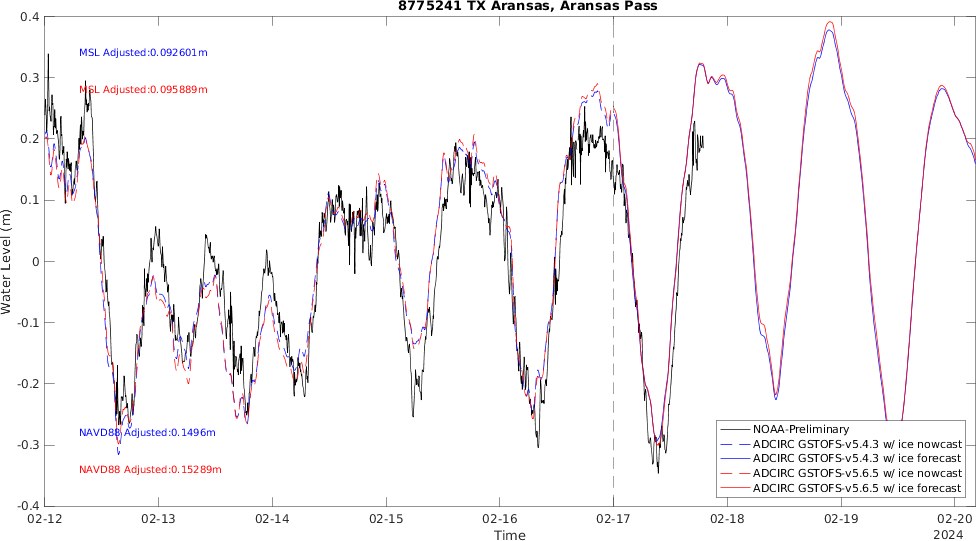 8775241 TX Aransas, Aransas Pass
0.4
0.3
0.2
0.1
0
-0.1
-0.2
-0.3
-0.4
Water Level (m)
MSL Adjusted:0.092601m
MSL Adjusted:0.095889m
NAVD88 Adjusted:0.1496m
NAVD88 Adjusted:0.15289m
NOAA-Preliminary
ADCIRC GSTOFS-v5.4.3 w/ ice nowcast
ADCIRC GSTOFS-v5.4.3 w/ ice forecast
ADCIRC GSTOFS-v5.6.5 w/ ice nowcast
ADCIRC GSTOFS-v5.6.5 w/ ice forecast
02-12 02-13 02-14 02-15 02-16 02-17 02-18 02-19 02-20
Time
2024